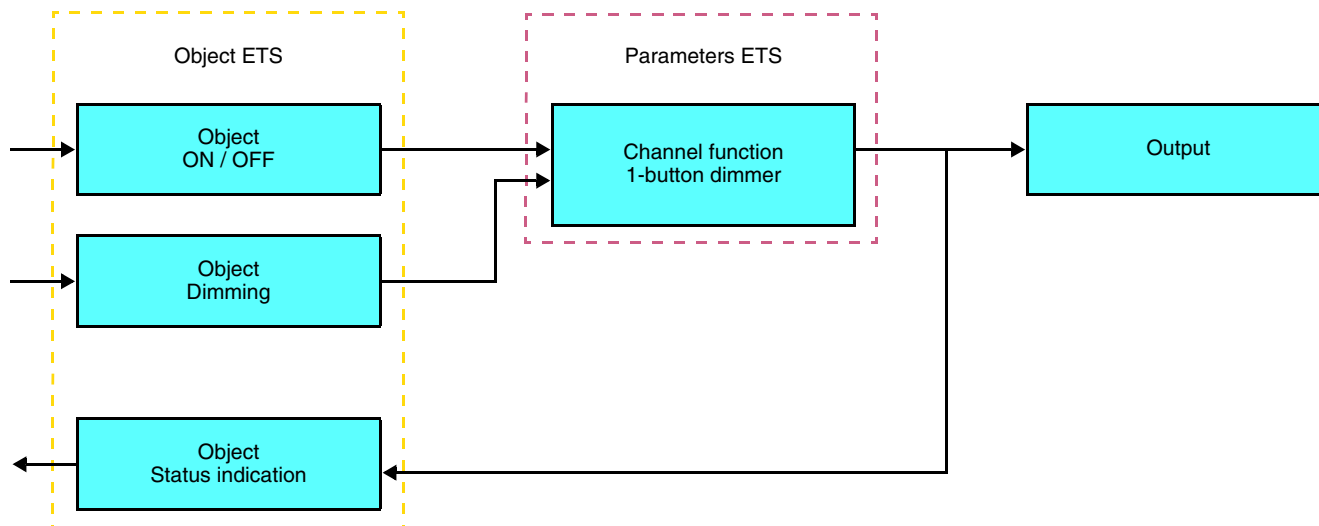 Object ETS
Parameters ETS
Object
ON / OFF
Channel function
1-button dimmer
Output
Object
Dimming
Object
Status indication